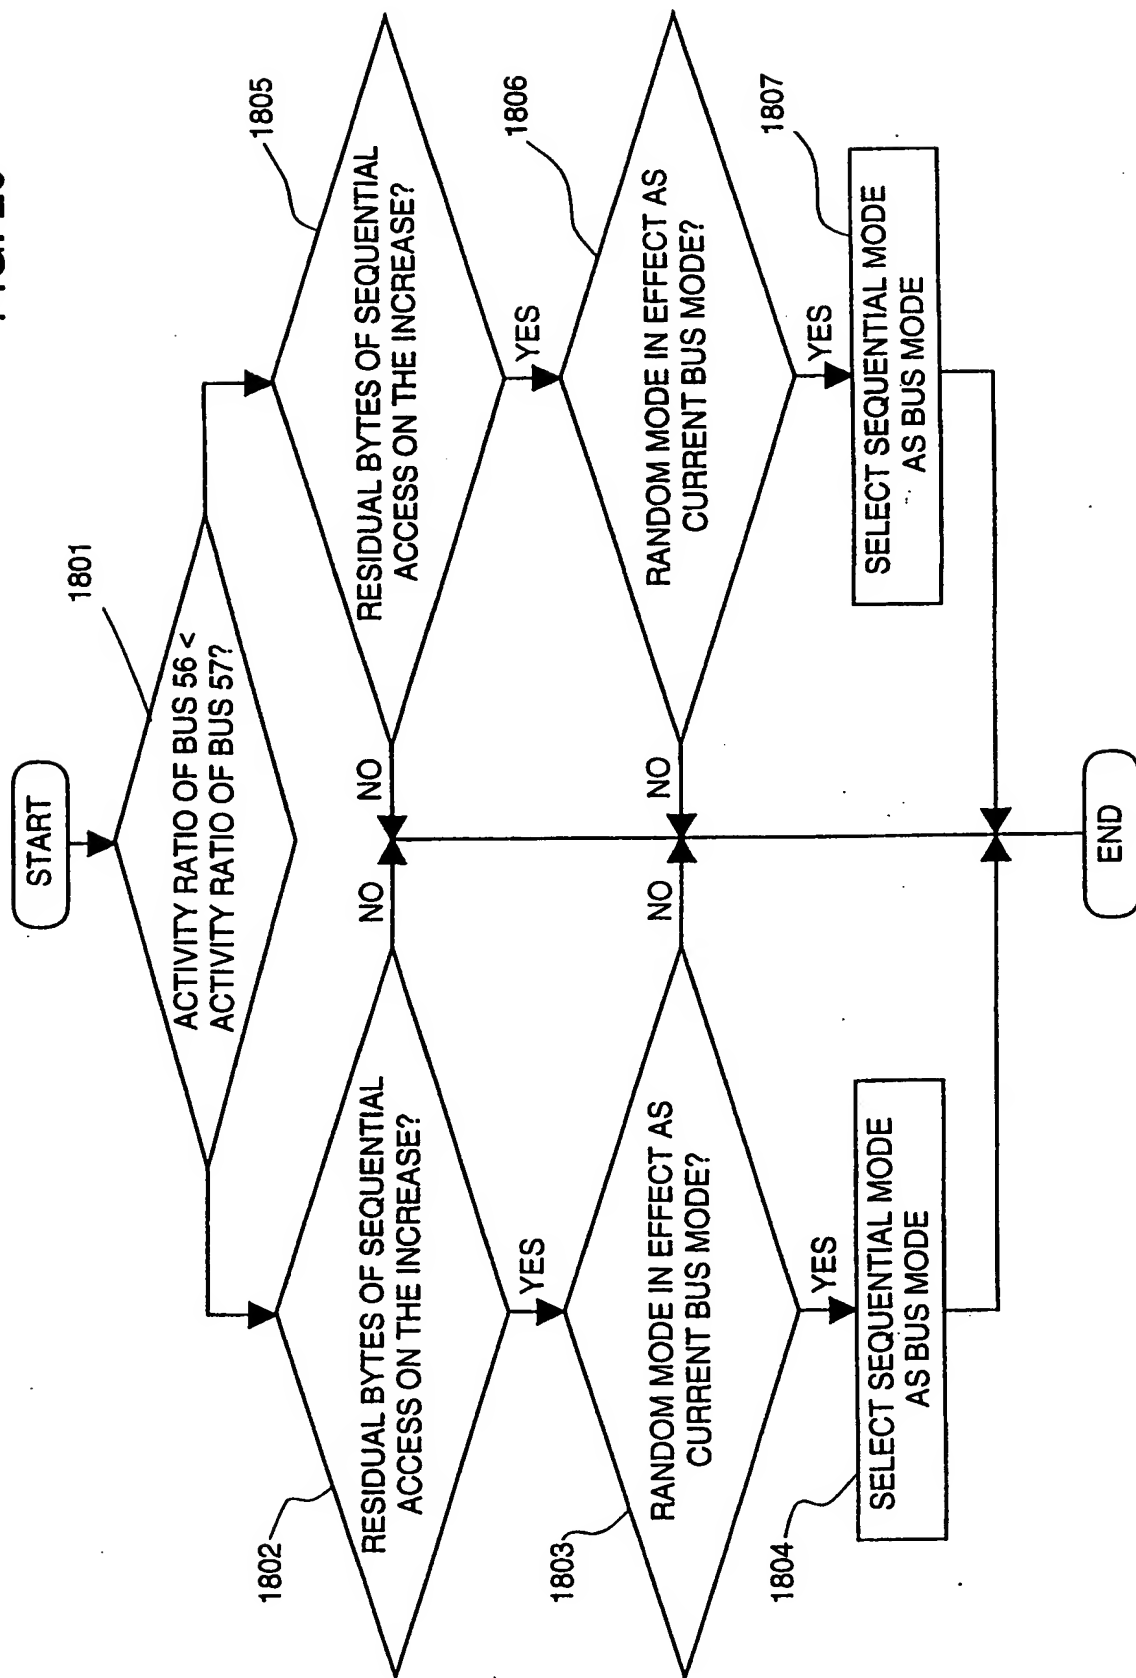 START
1801
ACTIVITY RATIO OF BUS 56 <
ACTIVITY RATIO OF BUS 57?
1802
RESIDUAL BYTES OF SEQUENTIAL
ACCESS ON THE INCREASE?
NO
YES
1803
RANDOM MODE IN EFFECT AS
CURRENT BUS MODE?
NO
YES
1804
SELECT SEQUENTIAL MODE
AS BUS MODE
1805
RESIDUAL BYTES OF SEQUENTIAL
ACCESS ON THE INCREASE?
NO
YES
1806
RANDOM MODE IN EFFECT AS
CURRENT BUS MODE?
NO
YES
1807
SELECT SEQUENTIAL MODE
AS BUS MODE
END